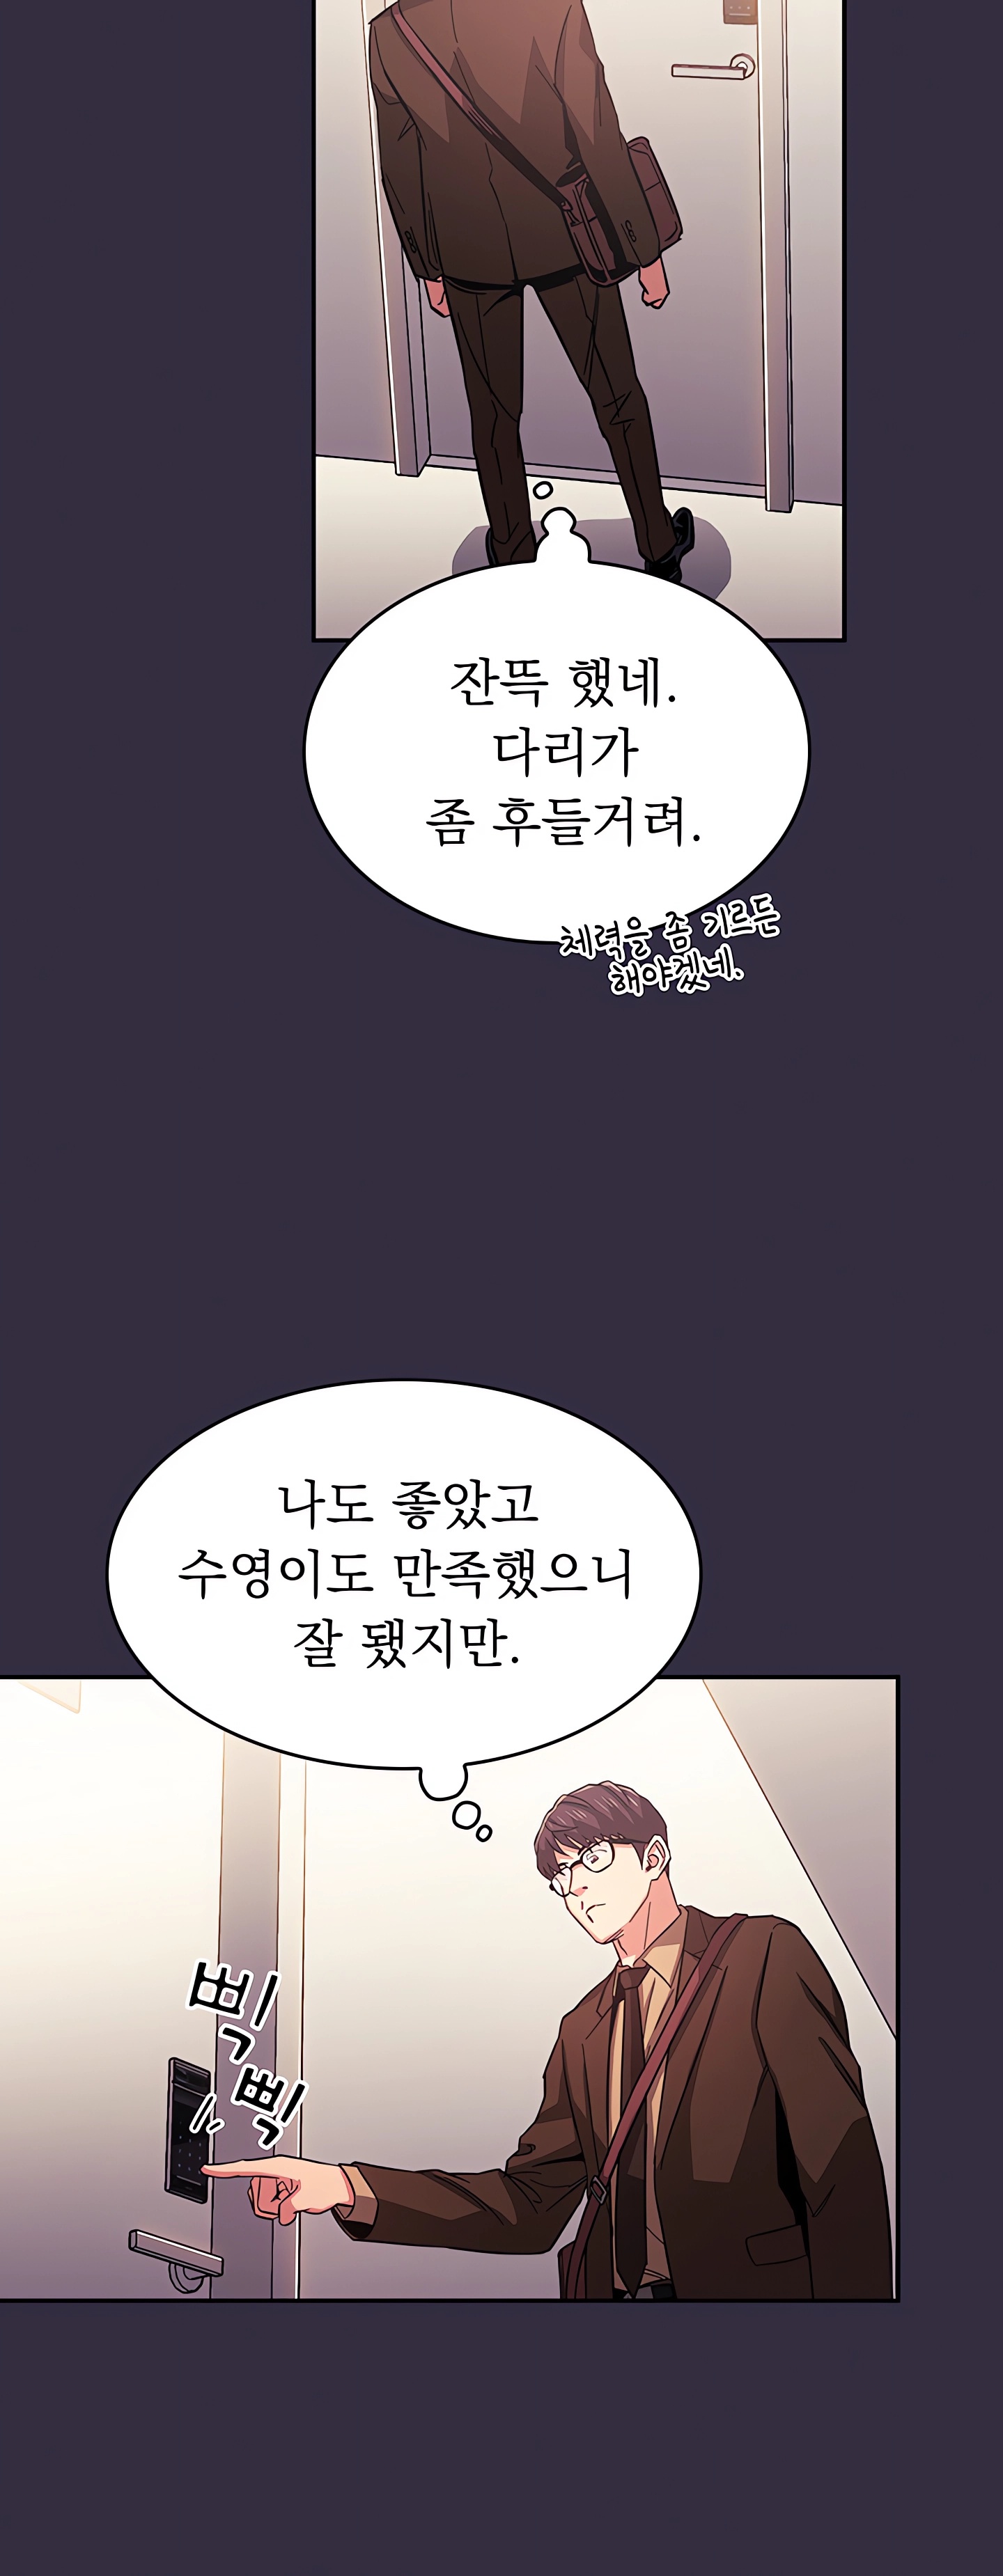 잔뜩 했네.
다리가
좀 후들거려.
체력을 좀 기르든
해야겠네.
나도 좋았고
수영이도 만족했으니
잘 됐지만.
삑
삑